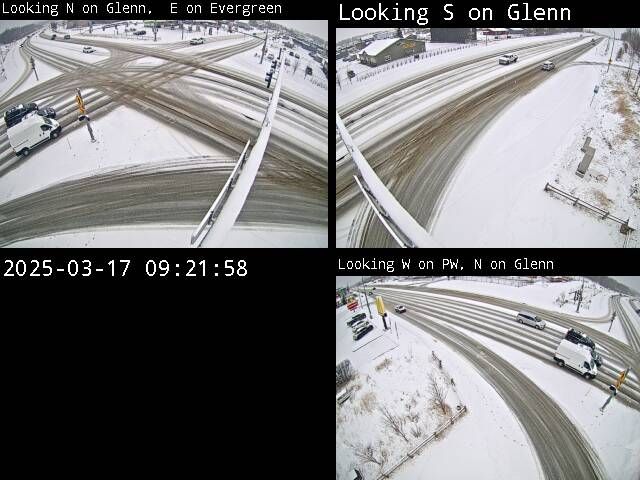 Looking N on Glenn,  E on Evergreen
Looking S on Glenn
2025-03-17 09:21:58
Looking W on PW, N on Glenn